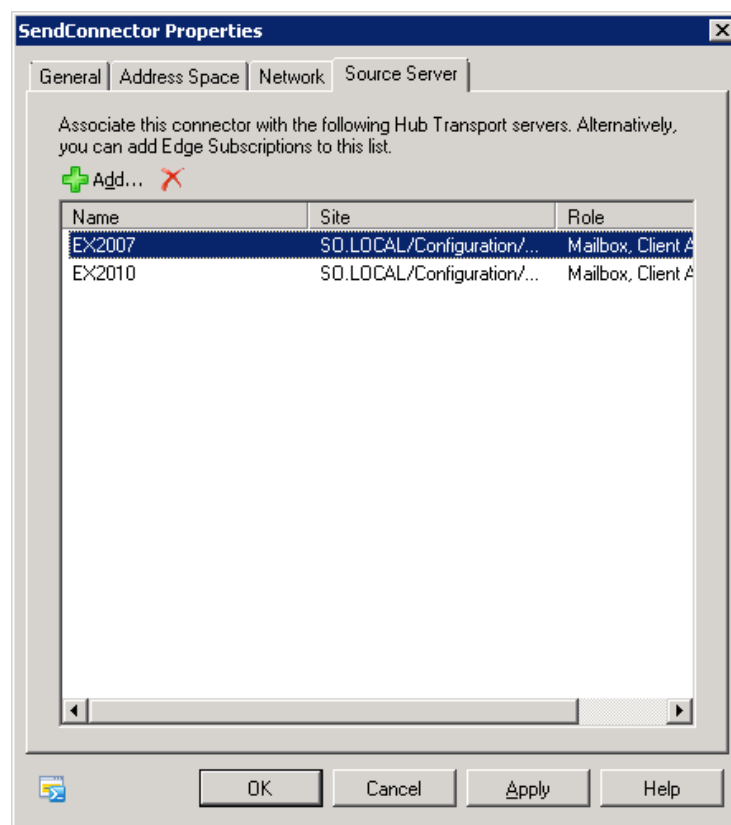 SendConnector Properties
General Address Space Network Source Server
Associate this connector with the following Hub Transport servers. Alternatively,
you can add Edge Subscriptions to this list.
Add...
Name Site Role
EX2007 SO.LOCAL/Configuration/... Mailbox, Client A
EX2010 SO.LOCAL/Configuration/... Mailbox, Client A
OK Cancel Apply Help